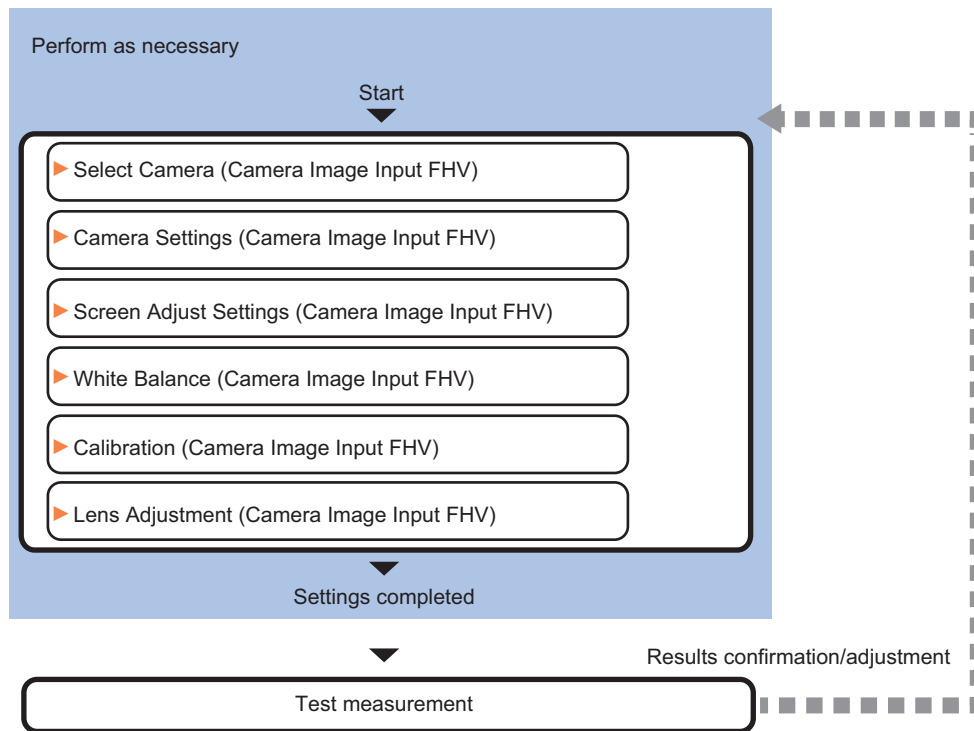 Perform as necessary
Start
Select Camera (Camera Image Input FHV)
Camera Settings (Camera Image Input FHV)
Screen Adjust Settings (Camera Image Input FHV)
White Balance (Camera Image Input FHV)
Calibration (Camera Image Input FHV)
Lens Adjustment (Camera Image Input FHV)
Settings completed
Results confirmation/adjustment
Test measurement